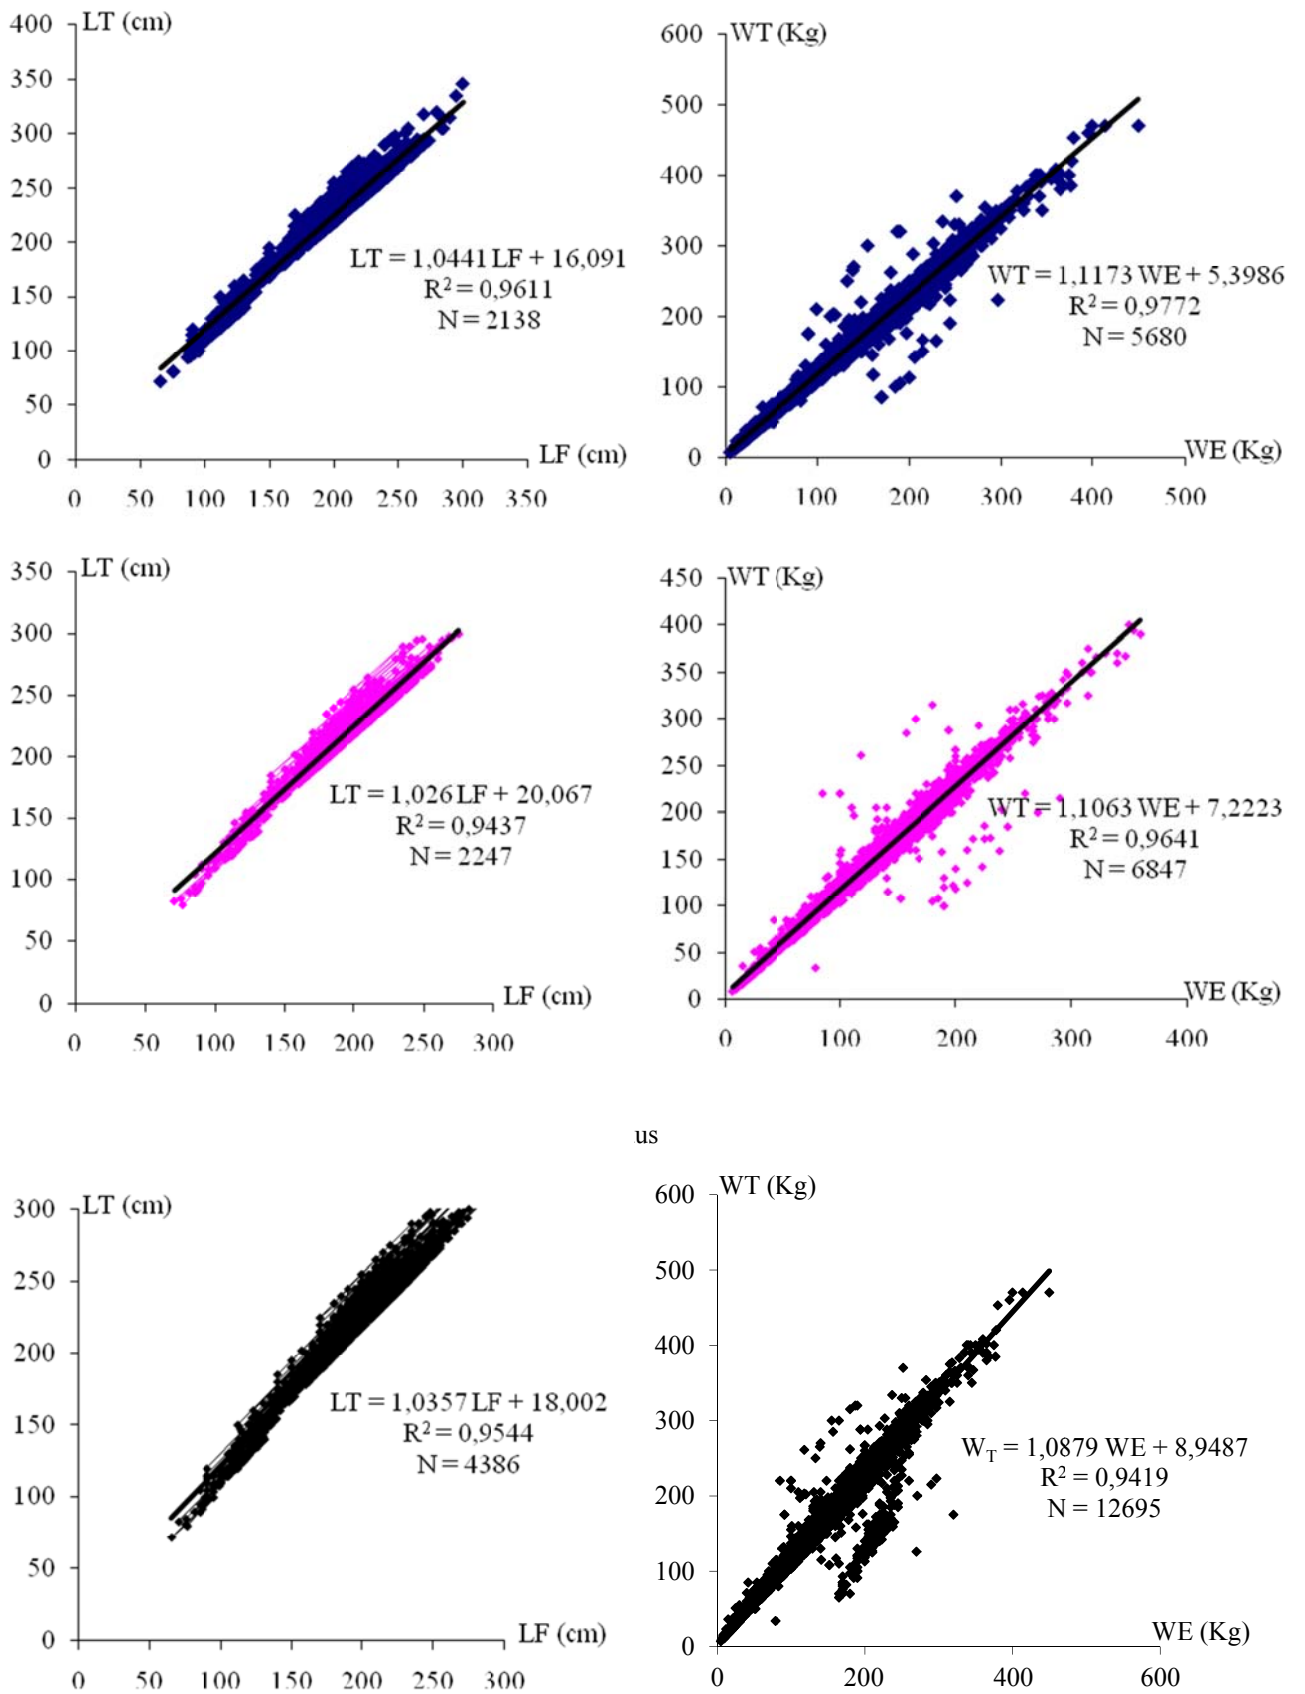 LT (cm)
400
350
300
250
200
150
100
50
0
LT = 1,0441 LF + 16,091
R² = 0,9611
N = 2138
LF (cm)
0 50 100 150 200 250 300 350
WT (Kg)
600
500
400
300
200
100
0
WT = 1,1173 WE + 5,3986
R² = 0,9772
N = 5680
WE (Kg)
0 100 200 300 400 500
LT (cm)
350
300
250
200
150
100
50
0
LT = 1,026 LF + 20,067
R² = 0,9437
N = 2247
LF (cm)
0 50 100 150 200 250 300
WT (Kg)
450
400
350
300
250
200
150
100
50
0
WT = 1,1063 WE + 7,2223
R² = 0,9641
N = 6847
WE (Kg)
0 100 200 300 400
us
LT (cm)
300
250
200
150
100
50
0
LT = 1,0357 LF + 18,002
R² = 0,9544
N = 4386
LF (cm)
0 50 100 150 200 250 300
WT (Kg)
600
500
400
300
200
100
0
W_T = 1,0879 WE + 8,9487
R² = 0,9419
N = 12695
WE (Kg)
0 200 400 600